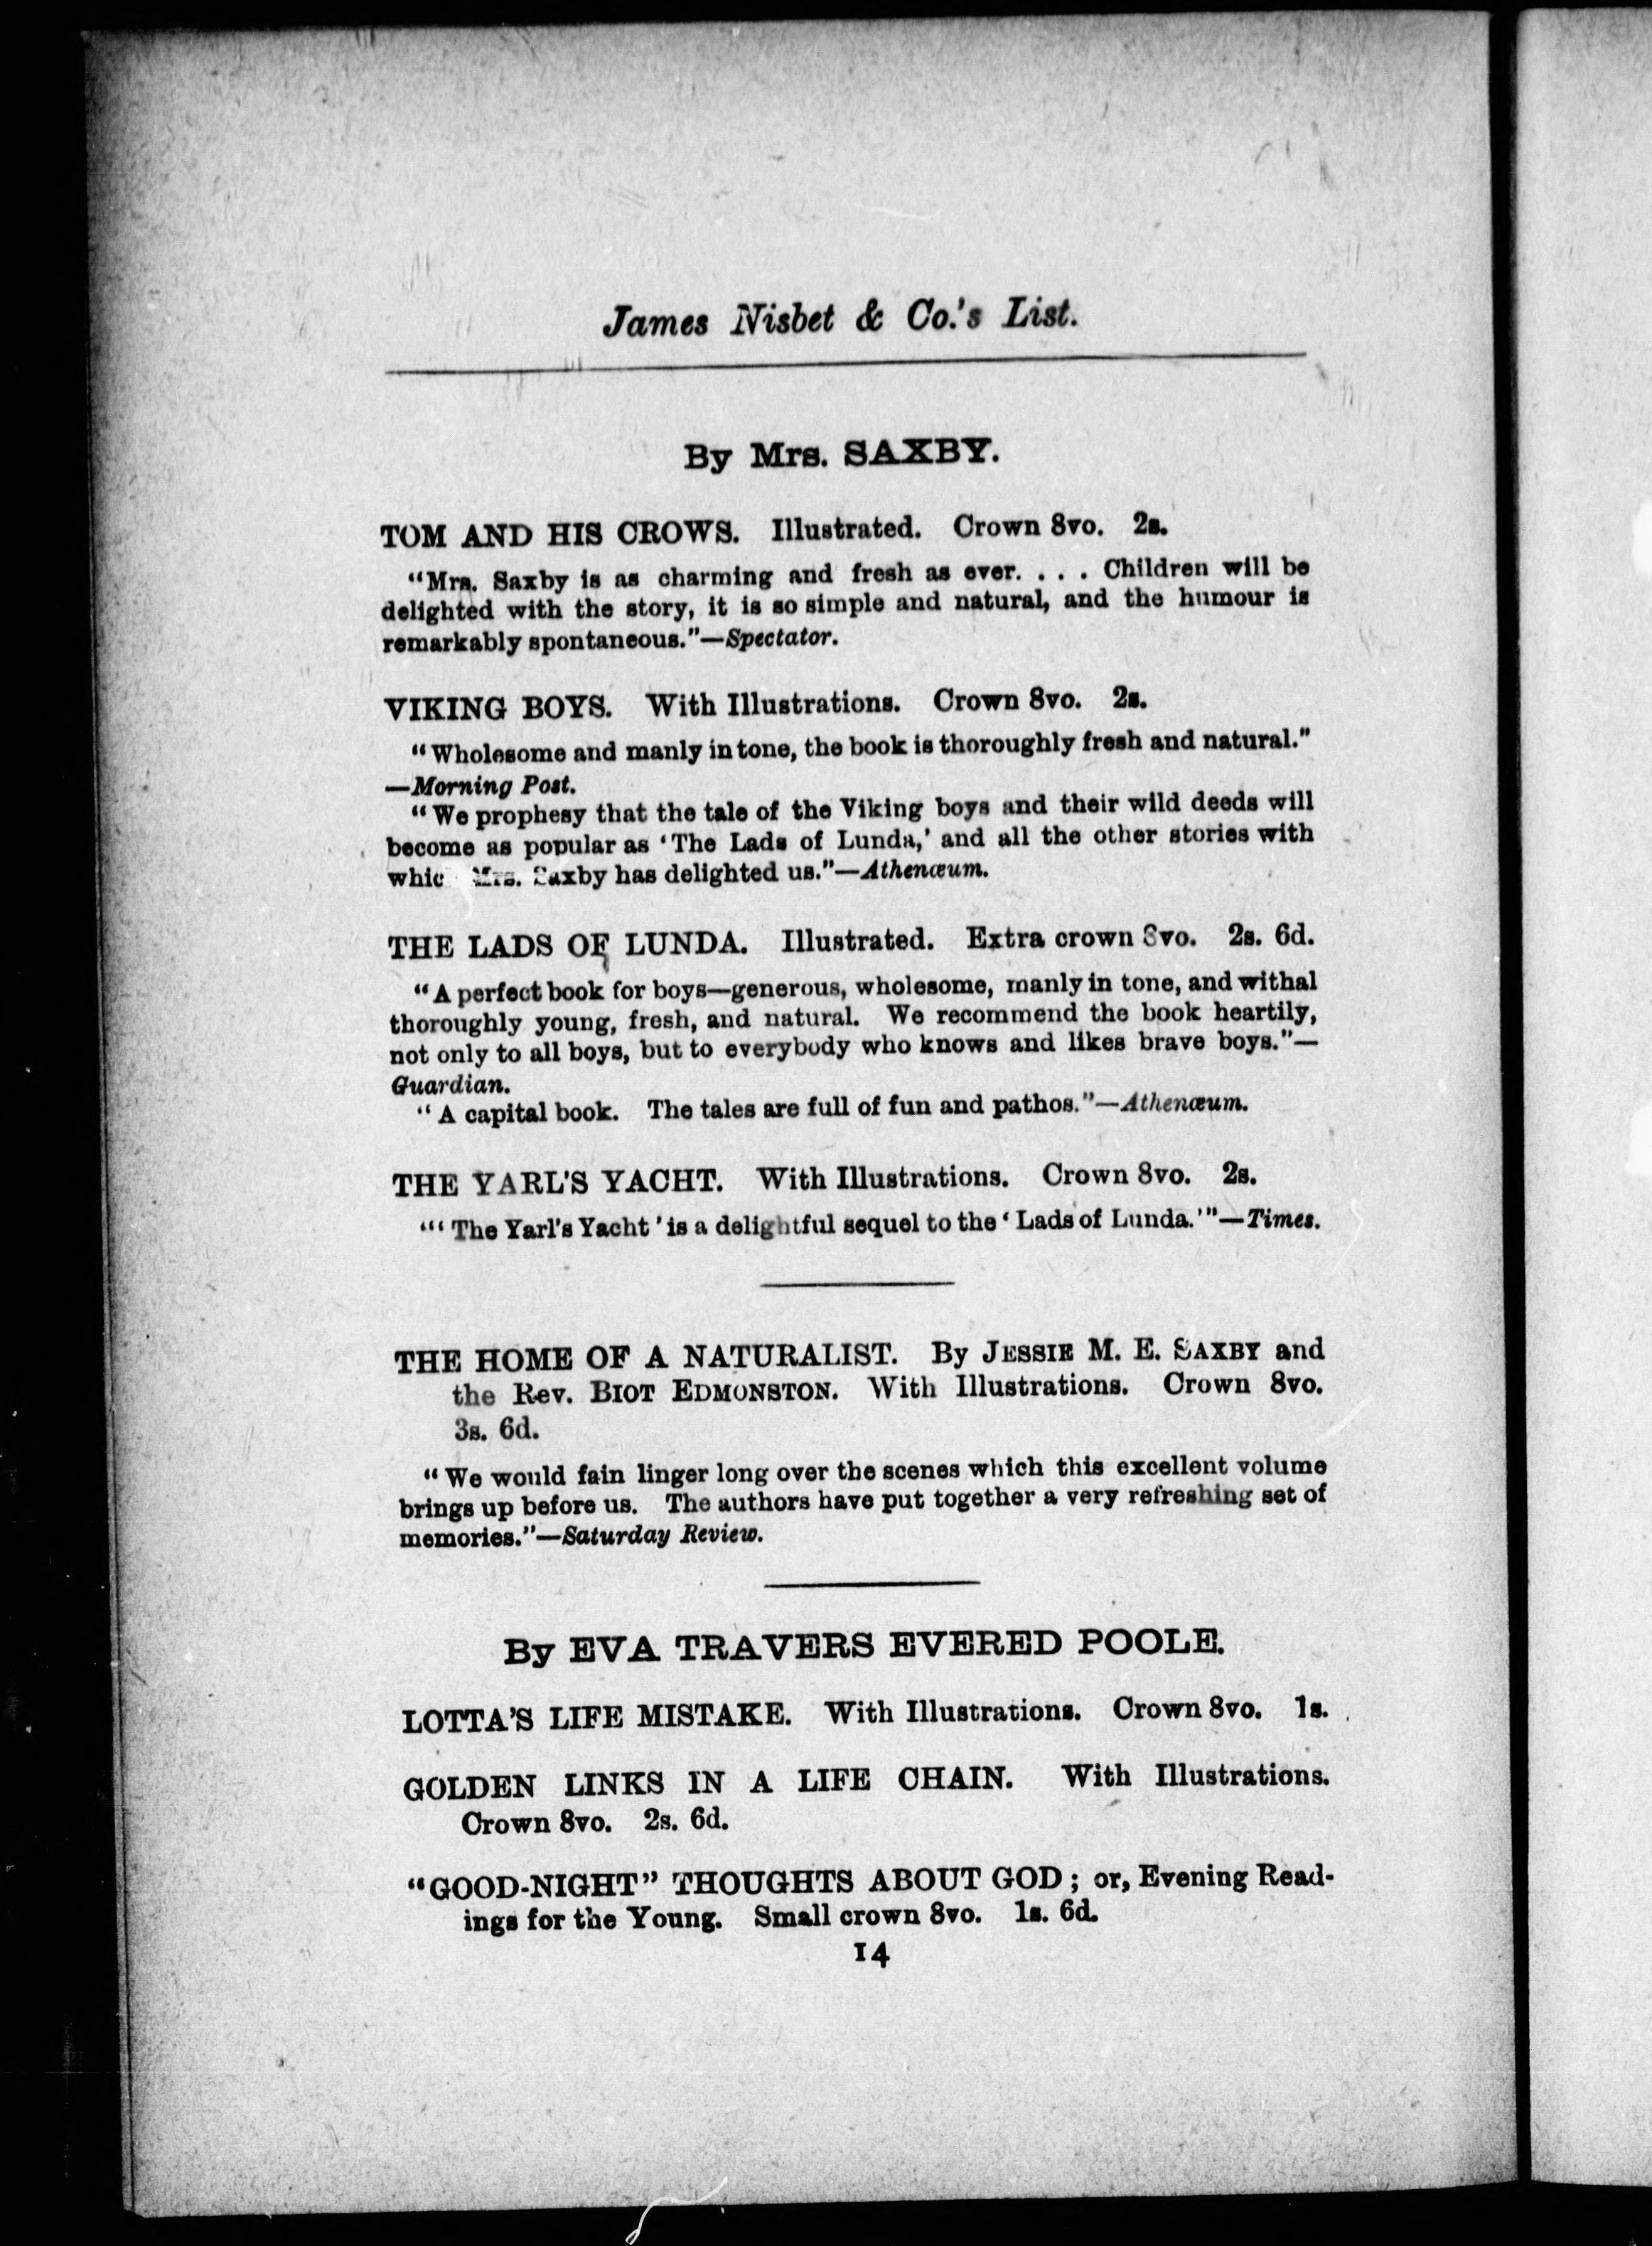 James Nisbet & Co.'s List.
By Mrs. SAXBY.
TOM AND HIS CROWS. Illustrated. Crown 8vo. 2s.
"Mrs. Saxby is as charming and fresh as ever. . . . Children will be
delighted with the story, it is so simple and natural, and the humour is
remarkably spontaneous."—Spectator.
VIKING BOYS. With Illustrations. Crown 8vo. 2s.
"Wholesome and manly in tone, the book is thoroughly fresh and natural."
—Morning Post.
"We prophesy that the tale of the Viking boys and their wild deeds will
become as popular as 'The Lads of Lunda,' and all the other stories with
whic Mrs. Saxby has delighted us."—Athenæum.
THE LADS OF LUNDA. Illustrated. Extra crown 8vo. 2s. 6d.
"A perfect book for boys—generous, wholesome, manly in tone, and withal
thoroughly young, fresh, and natural. We recommend the book heartily,
not only to all boys, but to everybody who knows and likes brave boys."—
Guardian.
"A capital book. The tales are full of fun and pathos."—Athenæum.
THE YARL'S YACHT. With Illustrations. Crown 8vo. 2s.
"'The Yarl's Yacht' is a delightful sequel to the 'Lads of Lunda.'"—Times.
THE HOME OF A NATURALIST. By JESSIE M. E. SAXBY and
the Rev. BIOT EDMONSTON. With Illustrations. Crown 8vo.
3s. 6d.
"We would fain linger long over the scenes which this excellent volume
brings up before us. The authors have put together a very refreshing set of
memories."—Saturday Review.
By EVA TRAVERS EVERED POOLE.
LOTTA'S LIFE MISTAKE. With Illustrations. Crown 8vo. 1s.
GOLDEN LINKS IN A LIFE CHAIN. With Illustrations.
Crown 8vo. 2s. 6d.
"GOOD-NIGHT" THOUGHTS ABOUT GOD; or, Evening Read-
ings for the Young. Small crown 8vo. 1s. 6d.
14